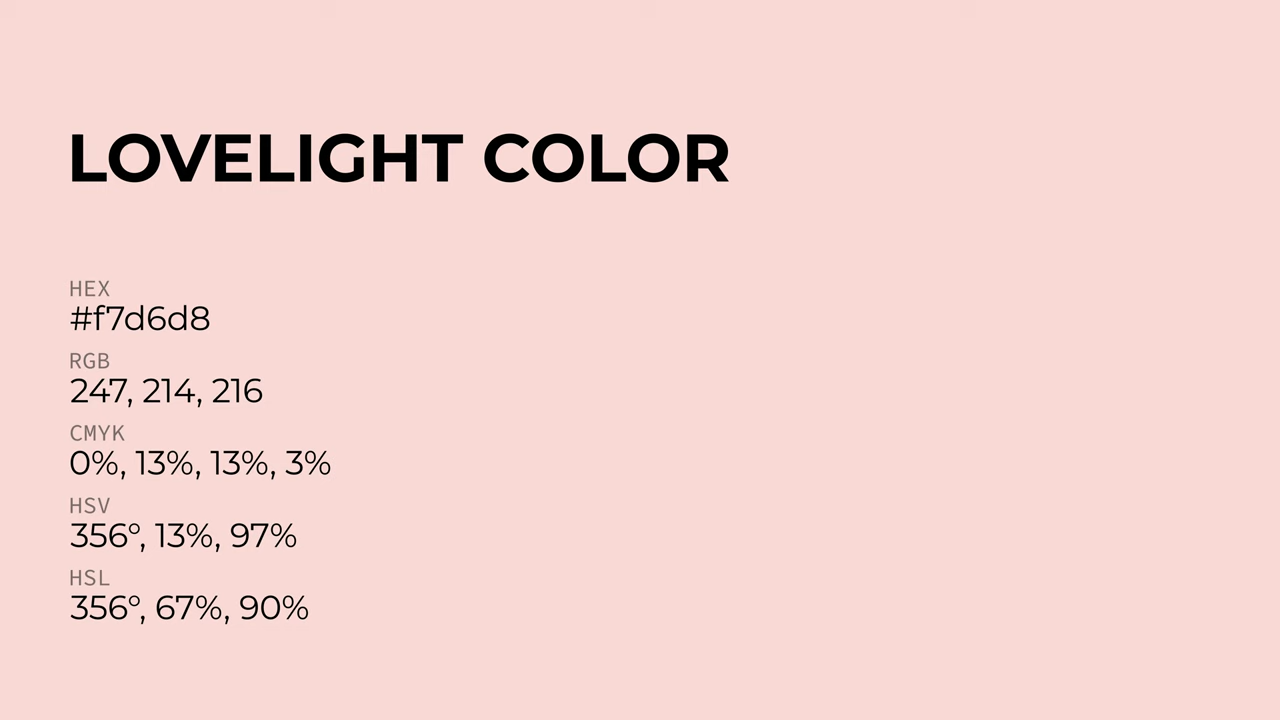 LOVELIGHT COLOR
HEX
#f7d6d8
RGB
247, 214, 216
CMYK
0%, 13%, 13%, 3%
HSV
356°, 13%, 97%
HSL
356°, 67%, 90%